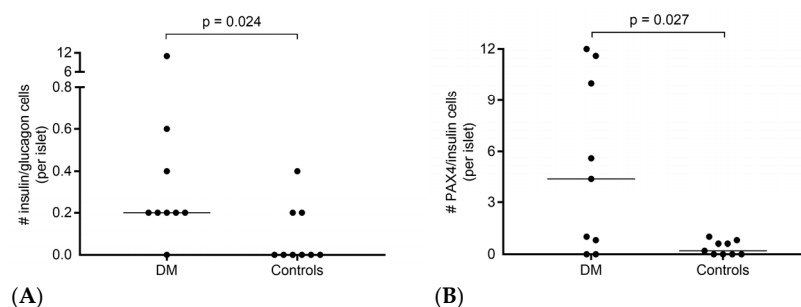 p = 0.024
12
6
0.8
0.6
0.4
0.2
0.0
# insulin/glucagon cells
(per islet)
DM Controls
(A)
p = 0.027
12
9
6
3
0
# PAX4/insulin cells
(per islet)
DM Controls
(B)